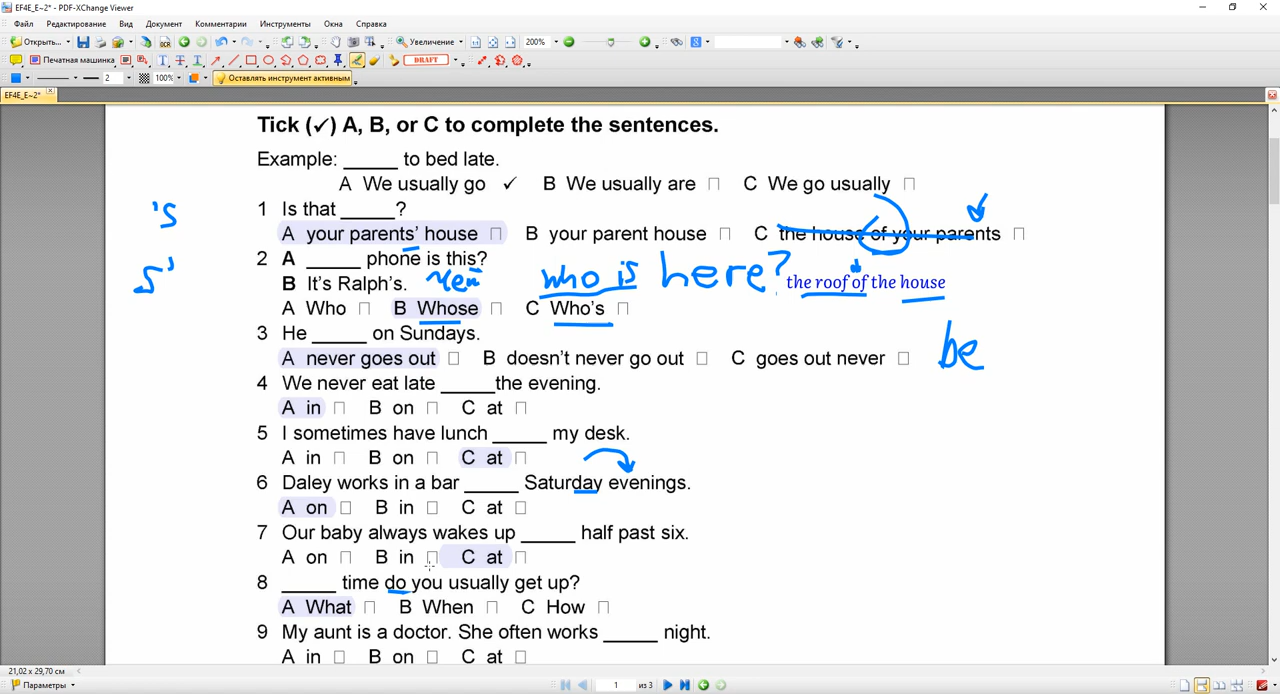 EF4E_E~2* - PDF-XChange Viewer
Файл Редактирование Вид Документ Комментарии Инструменты Окна Справка
Открыть... OCR Увеличение 200%
Печатная машинка DRAFT
2 100% Оставлять инструмент активным
EF4E_E~2*
Tick (✓) A, B, or C to complete the sentences.
Example: _____ to bed late.
A We usually go ✓ B We usually are □ C We go usually □
's
1 Is that _____?
A your parents' house □ B your parent house □ C the house of your parents □
2 A _____ phone is this?
s'
B It's Ralph's. who is here? the roof of the house
A Who □ B Whose □ C Who's □
3 He _____ on Sundays.
A never goes out □ B doesn't never go out □ C goes out never □ be
4 We never eat late _____the evening.
A in □ B on □ C at □
5 I sometimes have lunch _____ my desk.
A in □ B on □ C at □
6 Daley works in a bar _____ Saturday evenings.
A on □ B in □ C at □
7 Our baby always wakes up _____ half past six.
A on □ B in □ C at □
8 _____ time do you usually get up?
A What □ B When □ C How □
9 My aunt is a doctor. She often works _____ night.
A in □ B on □ C at □
21,02 x 29,70 см
Параметры 1 из 3